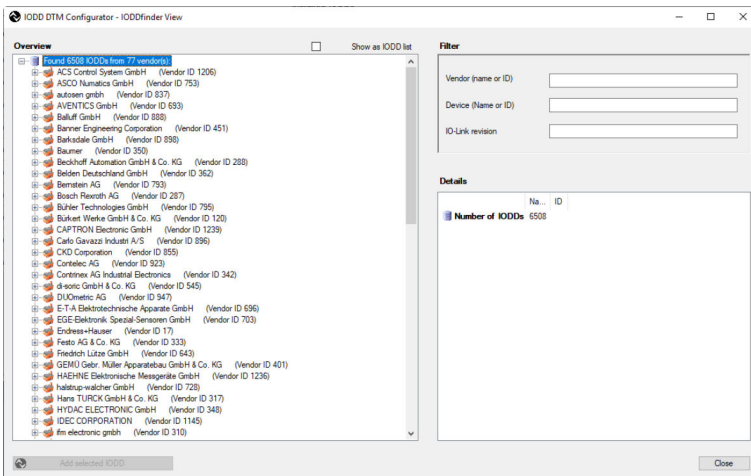 IODD DTM Configurator - IODDfinder View
Overview
Show as IODD list
Found 6508 IODDs from 77 vendor(s):
ACS Control System GmbH (Vendor ID 1206)
ASCO Numatics GmbH (Vendor ID 753)
autosen gmbh (Vendor ID 837)
AVENTICS GmbH (Vendor ID 693)
Balluff GmbH (Vendor ID 888)
Banner Engineering Corporation (Vendor ID 451)
Barksdale GmbH (Vendor ID 898)
Baumer (Vendor ID 350)
Beckhoff Automation GmbH & Co. KG (Vendor ID 288)
Belden Deutschland GmbH (Vendor ID 362)
Bernstein AG (Vendor ID 793)
Bosch Rexroth AG (Vendor ID 287)
Bühler Technologies GmbH (Vendor ID 795)
Bürkert Werke GmbH & Co. KG (Vendor ID 120)
CAPTRON Electronic GmbH (Vendor ID 1239)
Carlo Gavazzi Industri A/S (Vendor ID 896)
CKD Corporation (Vendor ID 855)
Contelec AG (Vendor ID 923)
Contrinex AG Industrial Electronics (Vendor ID 342)
di-soric GmbH & Co. KG (Vendor ID 545)
DUOmetric AG (Vendor ID 947)
E-T-A Elektrotechnische Apparate GmbH (Vendor ID 696)
EGE-Elektronik Spezial-Sensoren GmbH (Vendor ID 703)
Endress+Hauser (Vendor ID 17)
Festo AG & Co. KG (Vendor ID 333)
Friedrich Lütze GmbH (Vendor ID 643)
GEMÜ Gebr. Müller Apparatebau GmbH & Co. KG (Vendor ID 401)
HAEHNE Elektronische Messgeräte GmbH (Vendor ID 1236)
halstrup-walcher GmbH (Vendor ID 728)
Hans TURCK GmbH & Co. KG (Vendor ID 317)
HYDAC ELECTRONIC GmbH (Vendor ID 348)
IDEC CORPORATION (Vendor ID 1145)
ifm electronic gmbh (Vendor ID 310)
Add selected IODD
Filter
Vendor (name or ID)
Device (Name or ID)
IO-Link revision
Details
Na... ID
Number of IODDs 6508
Close